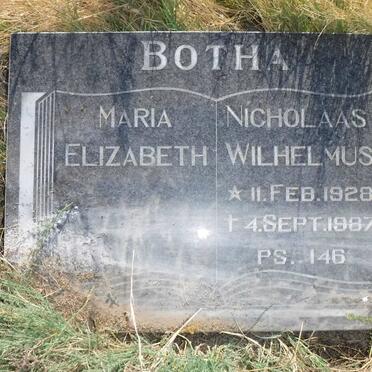 BOTHA
MARIA
ELIZABETH
NICHOLAAS
WILHELMUS
★ 11.FEB.1928
† 4.SEPT.1987
PS. 146